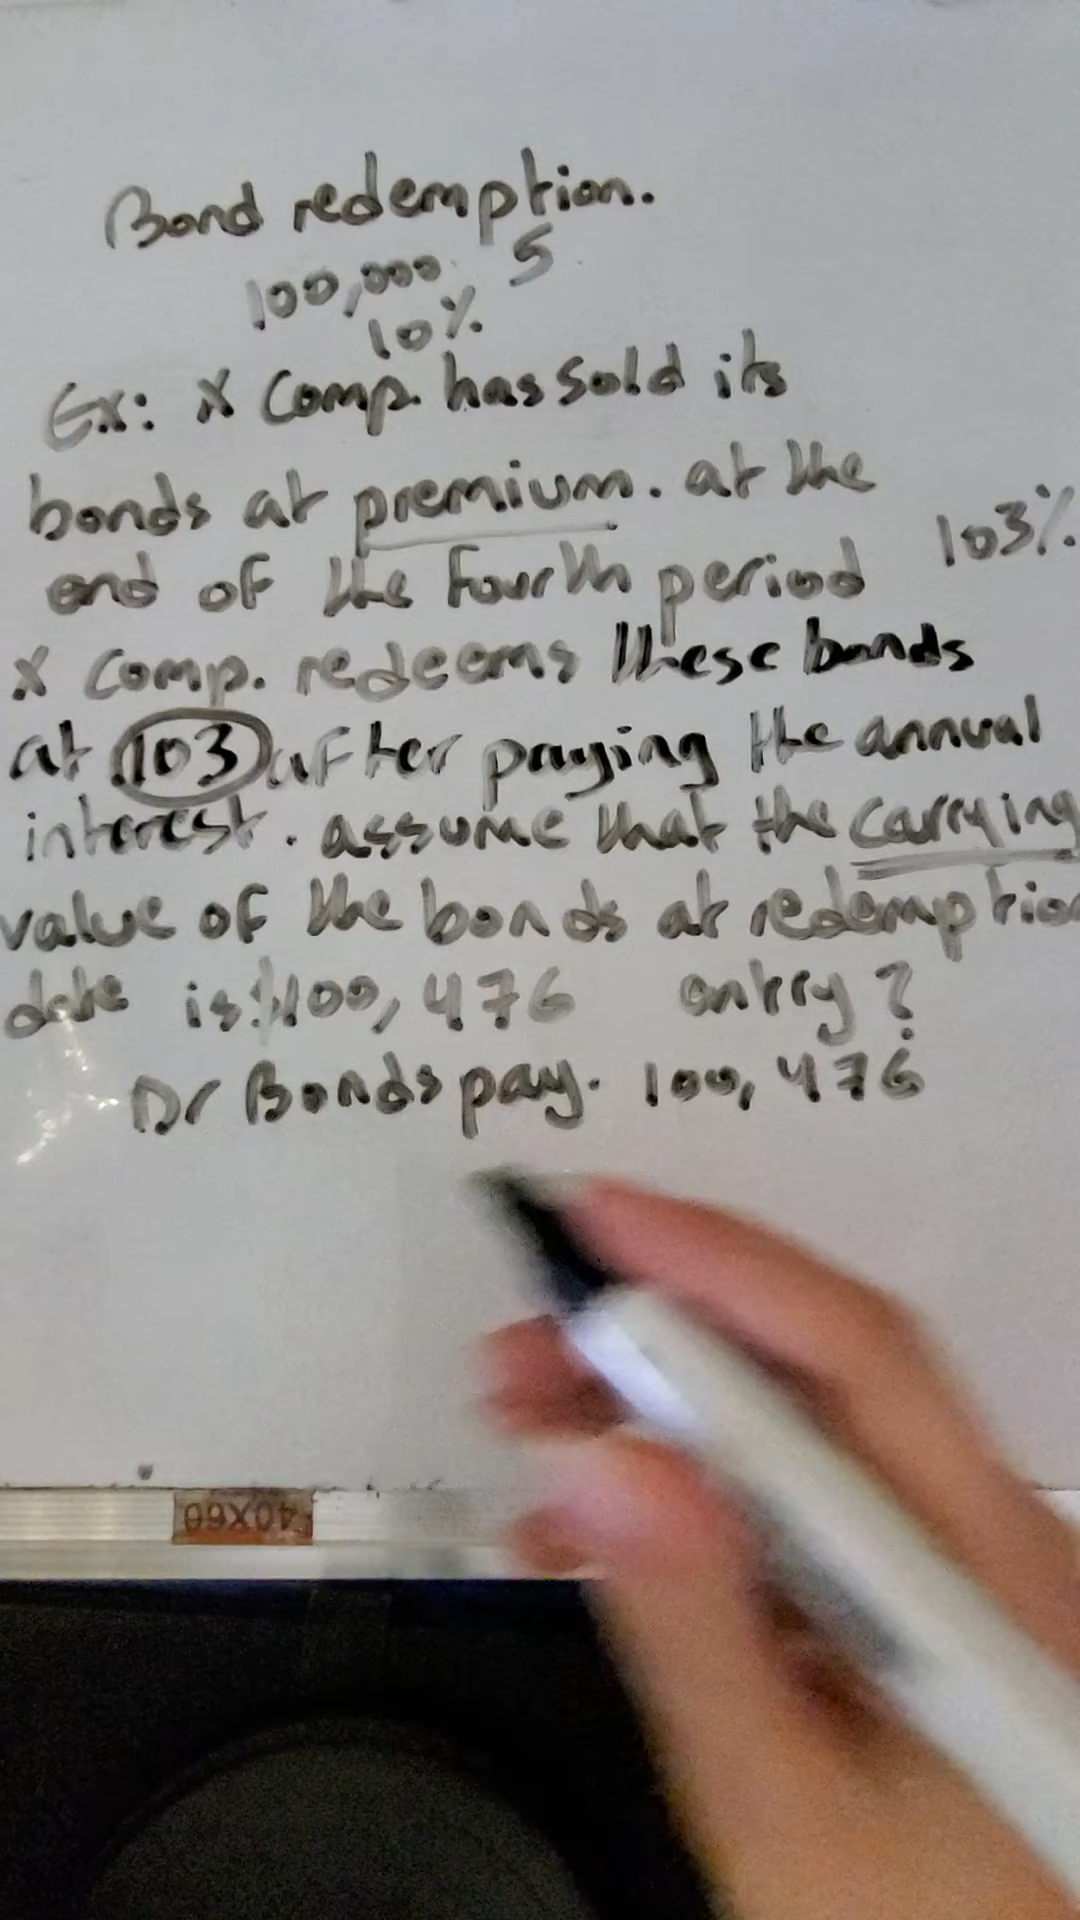 Bond redemption.
100,000. 5
10%
Ex: X Comp. has sold its
bonds at premium. at the
end of the fourth period 103%.
X comp. redeems these bonds
at 103 after paying the annual
interest. assume that the carrying
value of the bonds at redemption
date is $100,476 entry?
Dr Bonds pay. 100,476
40X60